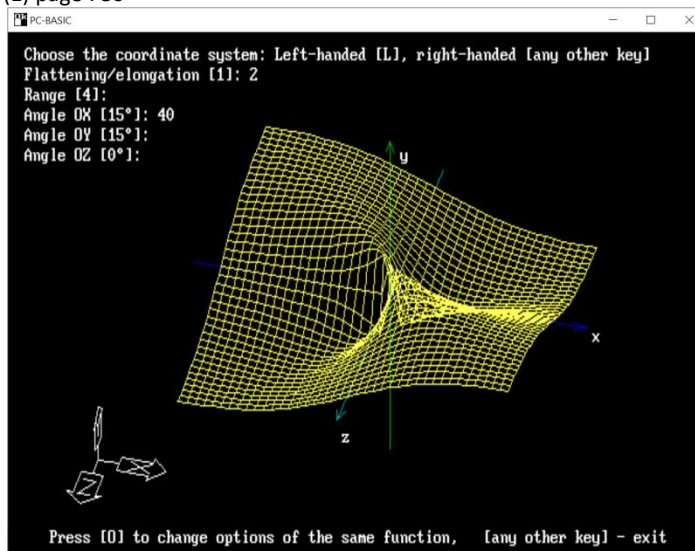 PC-BASIC
Choose the coordinate system: Left-handed [L], right-handed [any other key]
Flattening/elongation [1]: 2
Range [4]:
Angle OX [15°]: 40
Angle OY [15°]:
Angle OZ [0°]:
y
x
z
X
Z
Press [O] to change options of the same function, [any other key] - exit